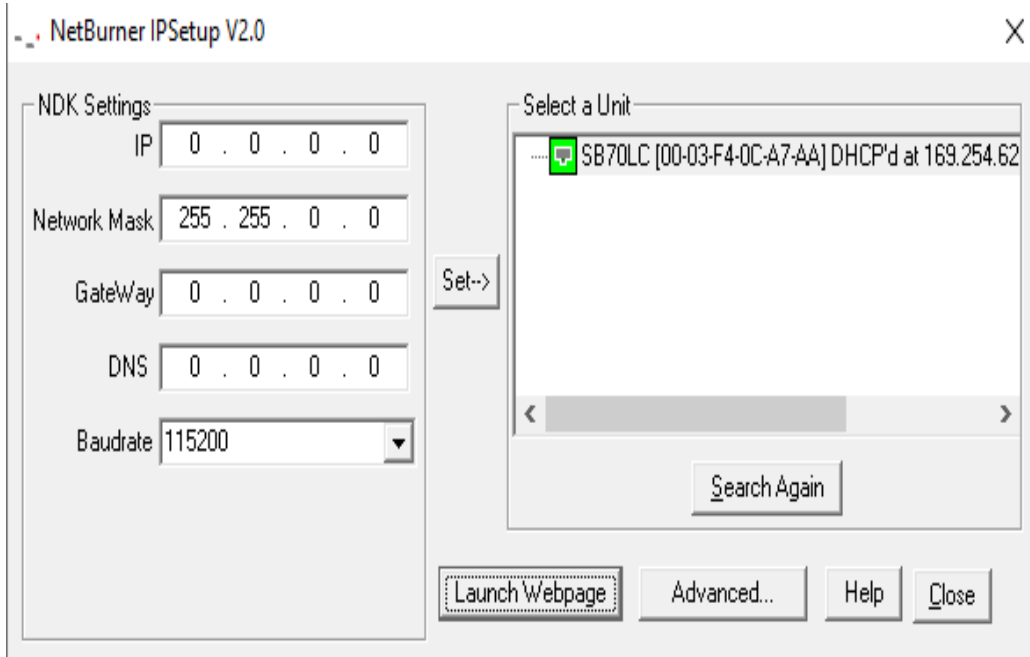 NetBurner IPSetup V2.0
NDK Settings
IP 0 . 0 . 0 . 0
Network Mask 255 . 255 . 0 . 0
GateWay 0 . 0 . 0 . 0
DNS 0 . 0 . 0 . 0
Baudrate 115200
Set-->
Select a Unit
SB70LC [00-03-F4-0C-A7-AA] DHCP'd at 169.254.62
Search Again
Launch Webpage
Advanced...
Help
Close